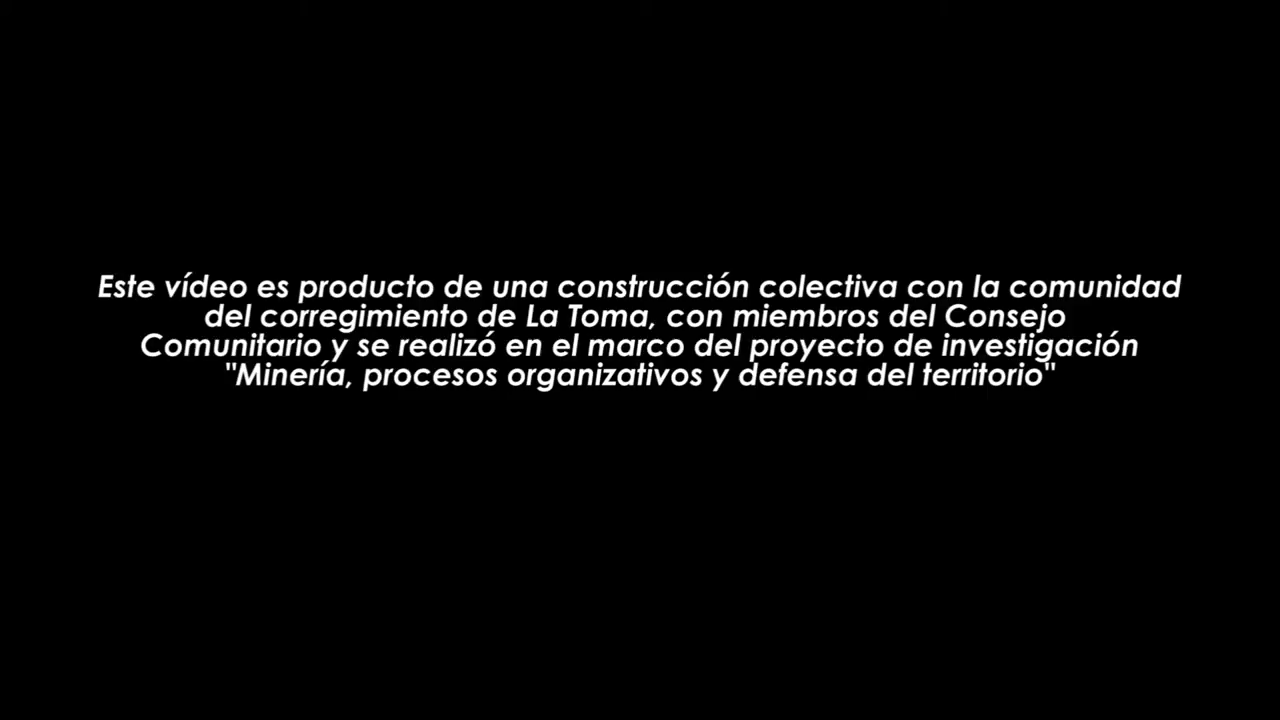 Este vídeo es producto de una construcción colectiva con la comunidad
del corregimiento de La Toma, con miembros del Consejo
Comunitario y se realizó en el marco del proyecto de investigación
"Minería, procesos organizativos y defensa del territorio"